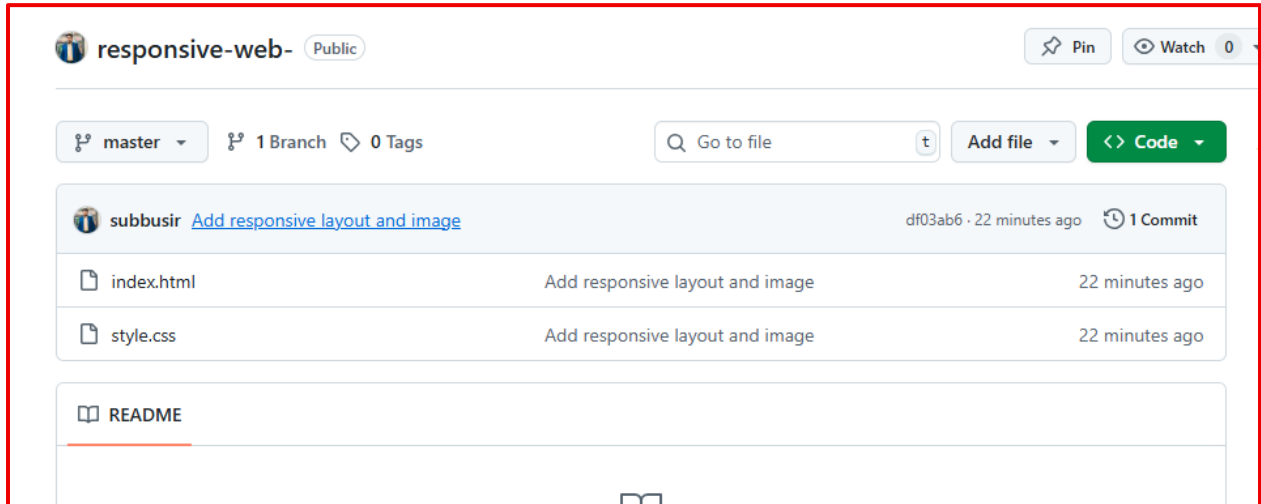 responsive-web- Public Pin Watch 0
master 1 Branch 0 Tags Go to file t Add file Code
subbusir Add responsive layout and image df03ab6 · 22 minutes ago 1 Commit
index.html Add responsive layout and image 22 minutes ago
style.css Add responsive layout and image 22 minutes ago
README